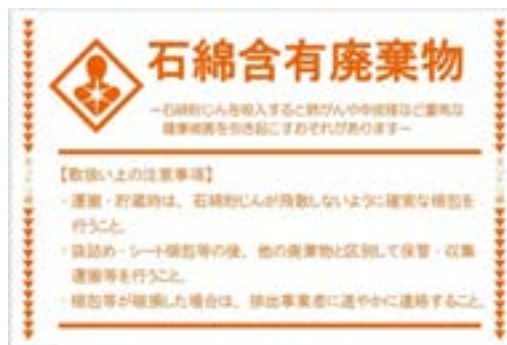 石綿含有廃棄物
－石綿粉じんを吸入すると肺がんや中皮腫など重篤な
健康被害を引き起こすおそれがあります－
【取扱い上の注意事項】
・運搬・貯蔵時は、石綿粉じんが飛散しないように確実な梱包を
行うこと。
・袋詰め・シート梱包等の後、他の廃棄物と区別して保管・収集
運搬等を行うこと。
・梱包等が破損した場合は、排出事業者に速やかに連絡すること。